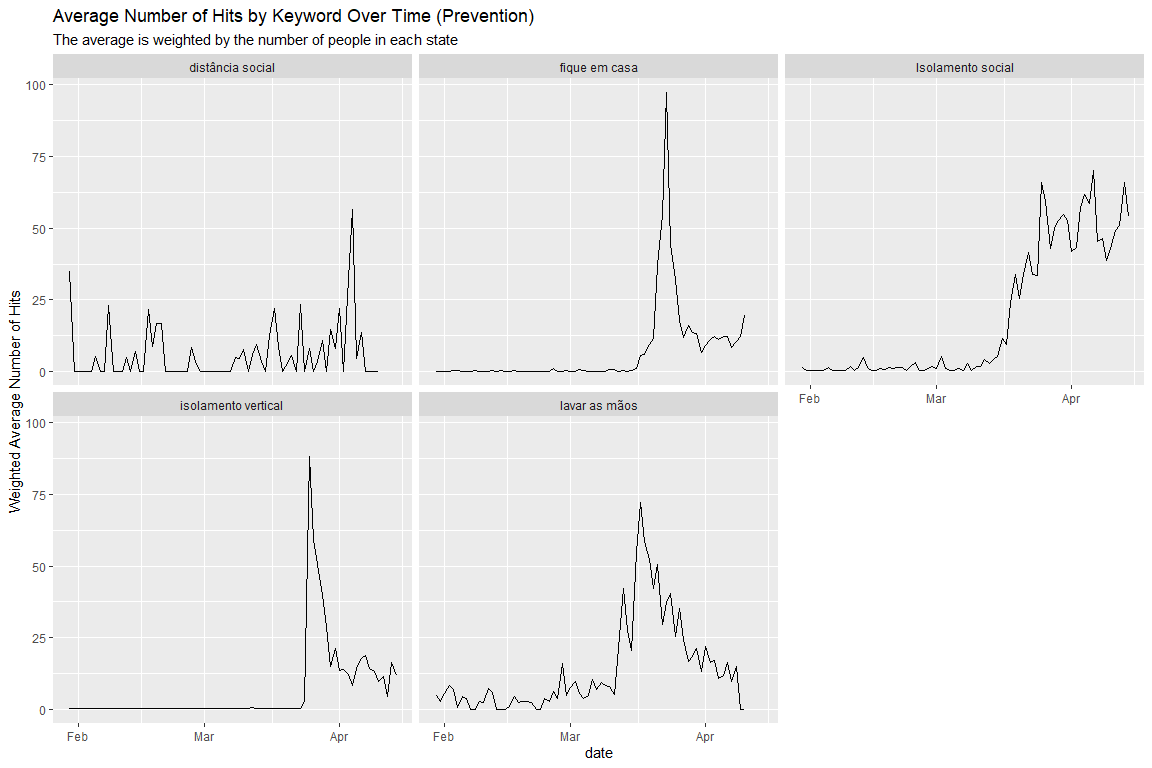 Average Number of Hits by Keyword Over Time (Prevention)
The average is weighted by the number of people in each state
distância social
fique em casa
Isolamento social
100
75
50
25
0
Feb
Mar
Apr
isolamento vertical
lavar as mãos
100
75
50
25
0
Feb
Mar
Apr
Feb
Mar
Apr
date
Weighted Average Number of Hits